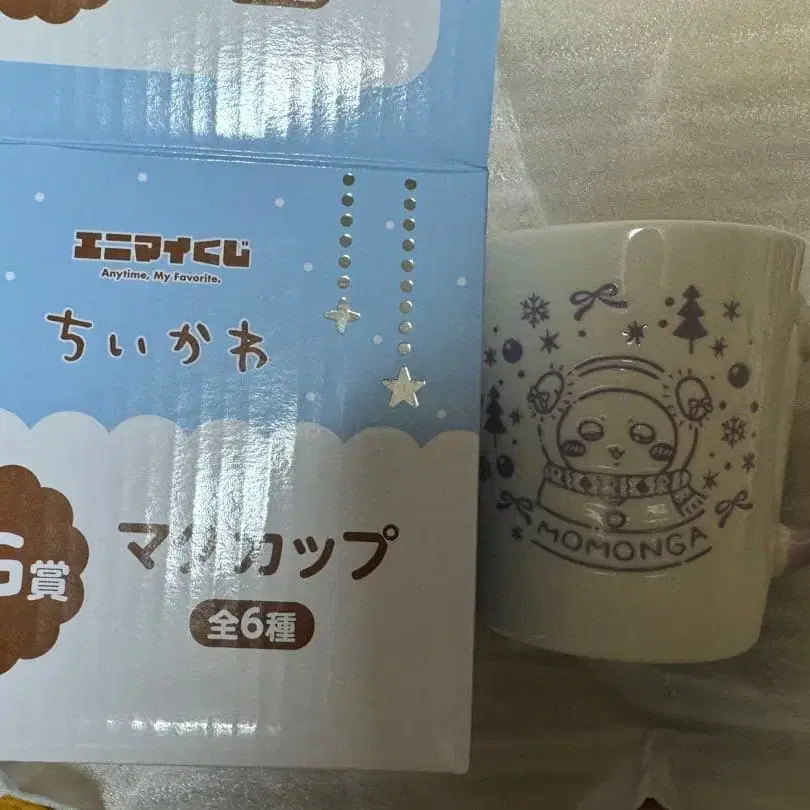 エニマイくじ
Anytime, My Favorite.
ちいかわ
賞
マグカップ
全6種
MOMONGA